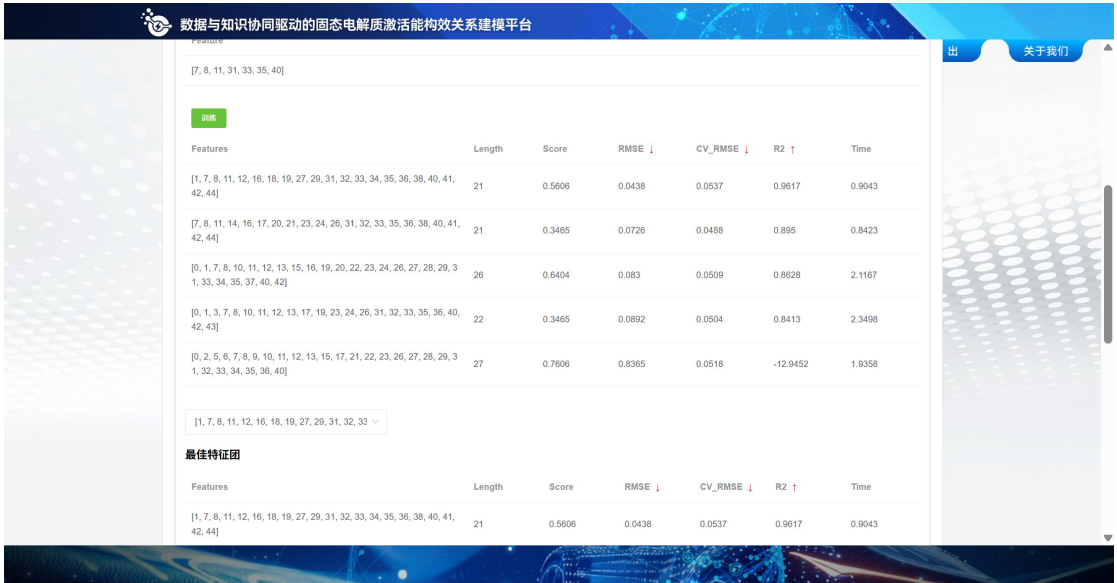 数据与知识协同驱动的固态电解质激活能构效关系建模平台
出 关于我们
Feature
[7, 8, 11, 31, 33, 35, 40]
训练
Features Length Score RMSE ↓ CV_RMSE ↓ R2 ↑ Time
[1, 7, 8, 11, 12, 16, 18, 19, 27, 29, 31, 32, 33, 34, 35, 36, 38, 40, 41,
42, 44] 21 0.5606 0.0438 0.0537 0.9617 0.9043
[7, 8, 11, 14, 16, 17, 20, 21, 23, 24, 26, 31, 32, 33, 35, 36, 38, 40, 41,
42, 44] 21 0.3465 0.0726 0.0488 0.895 0.8423
[0, 1, 7, 8, 10, 11, 12, 13, 15, 16, 19, 20, 22, 23, 24, 26, 27, 28, 29, 3
1, 33, 34, 35, 37, 40, 42] 26 0.6404 0.083 0.0509 0.8628 2.1167
[0, 1, 3, 7, 8, 10, 11, 12, 13, 17, 19, 23, 24, 26, 31, 32, 33, 35, 36, 40,
42, 43] 22 0.3465 0.0892 0.0504 0.8413 2.3498
[0, 2, 5, 6, 7, 8, 9, 10, 11, 12, 13, 15, 17, 21, 22, 23, 26, 27, 28, 29, 3
1, 32, 33, 34, 35, 36, 40] 27 0.7606 0.8365 0.0518 -12.9452 1.9358
[1, 7, 8, 11, 12, 16, 18, 19, 27, 29, 31, 32, 33
最佳特征团
Features Length Score RMSE ↓ CV_RMSE ↓ R2 ↑ Time
[1, 7, 8, 11, 12, 16, 18, 19, 27, 29, 31, 32, 33, 34, 35, 36, 38, 40, 41,
42, 44] 21 0.5606 0.0438 0.0537 0.9617 0.9043